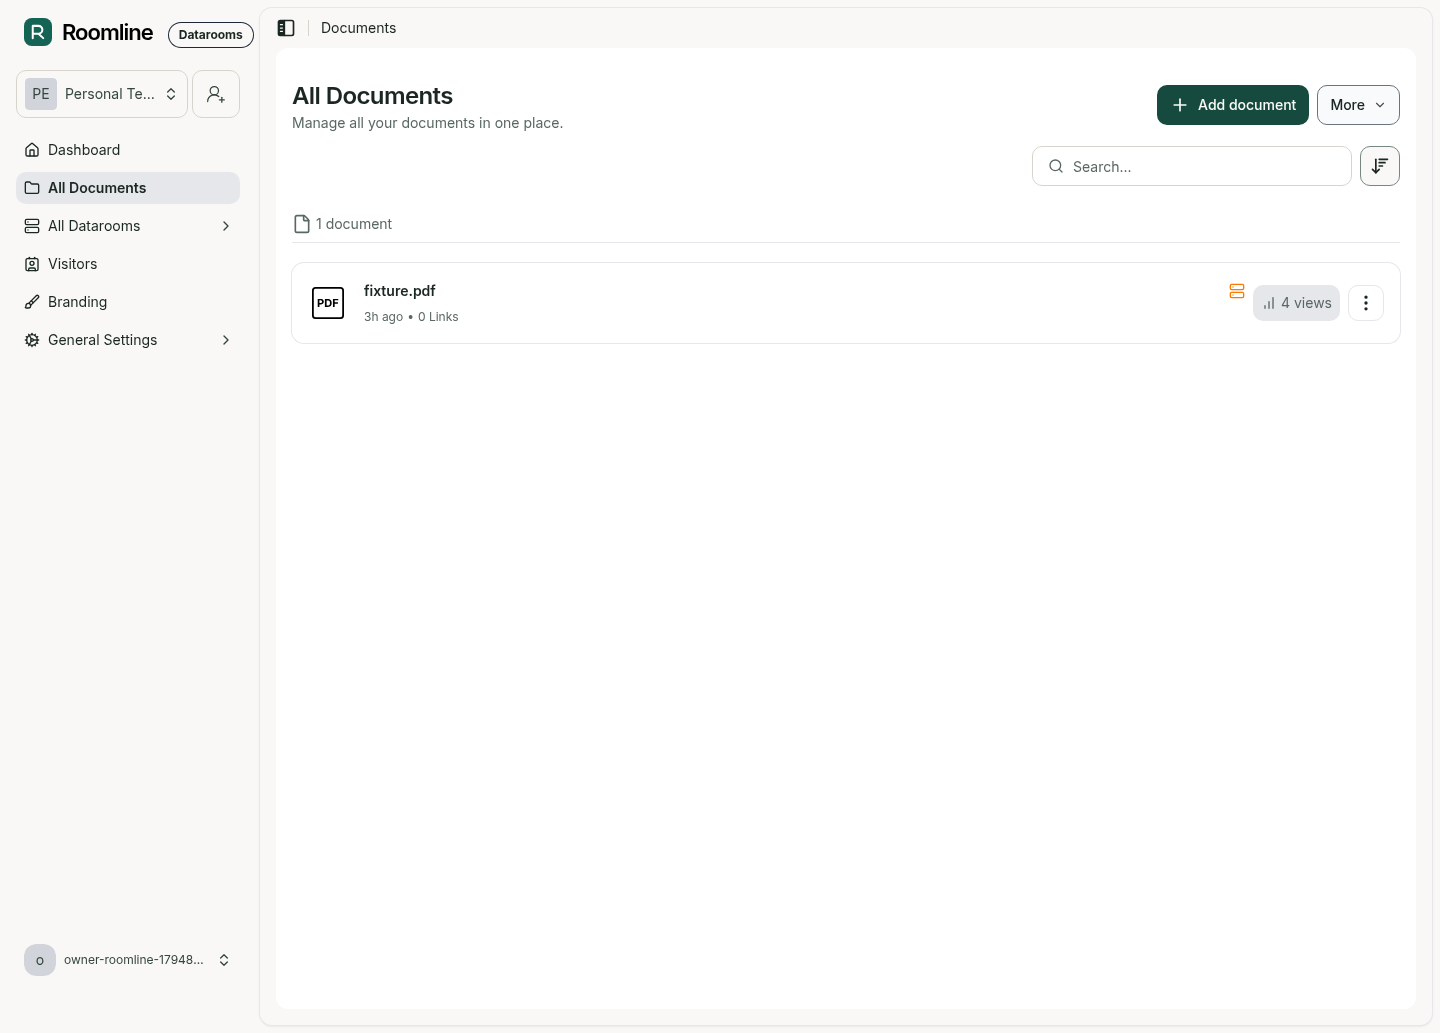 Roomline
Datarooms
PE
Personal Te...
Dashboard
All Documents
All Datarooms
Visitors
Branding
General Settings
o
owner-roomline-17948...
Documents
All Documents
Manage all your documents in one place.
Add document
More
Search...
1 document
PDF
fixture.pdf
3h ago • 0 Links
4 views